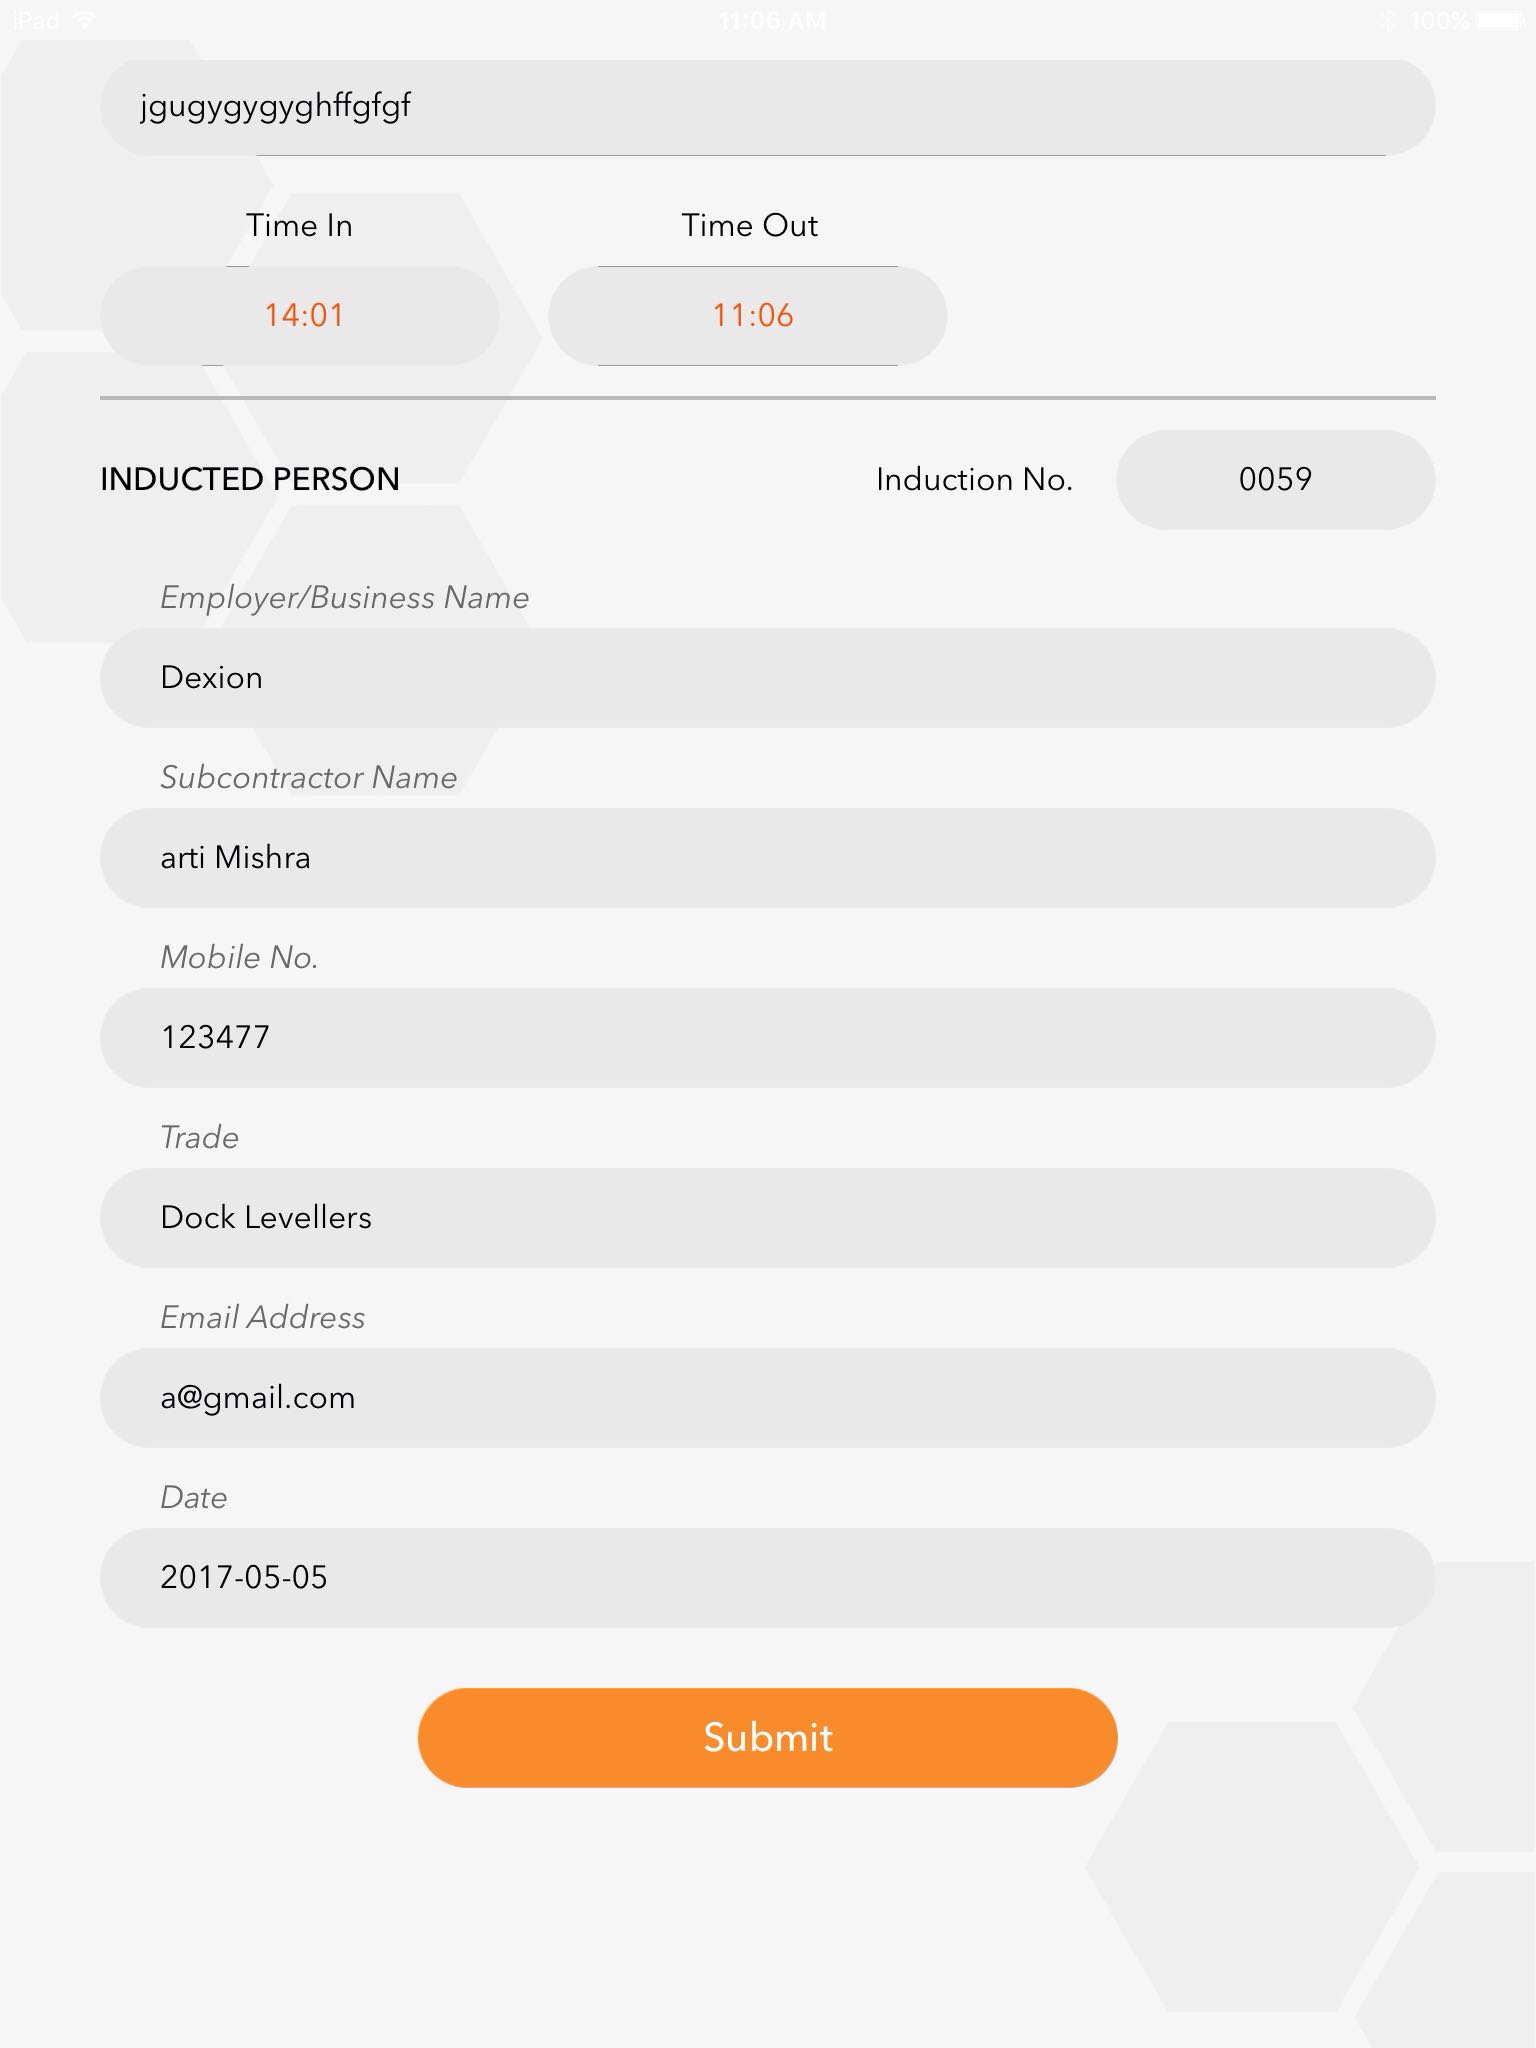 iPad 11:06 AM 100%
jgugygygyghffgfgf
Time In Time Out
14:01 11:06
INDUCTED PERSON Induction No. 0059
Employer/Business Name
Dexion
Subcontractor Name
arti Mishra
Mobile No.
123477
Trade
Dock Levellers
Email Address
a@gmail.com
Date
2017-05-05
Submit